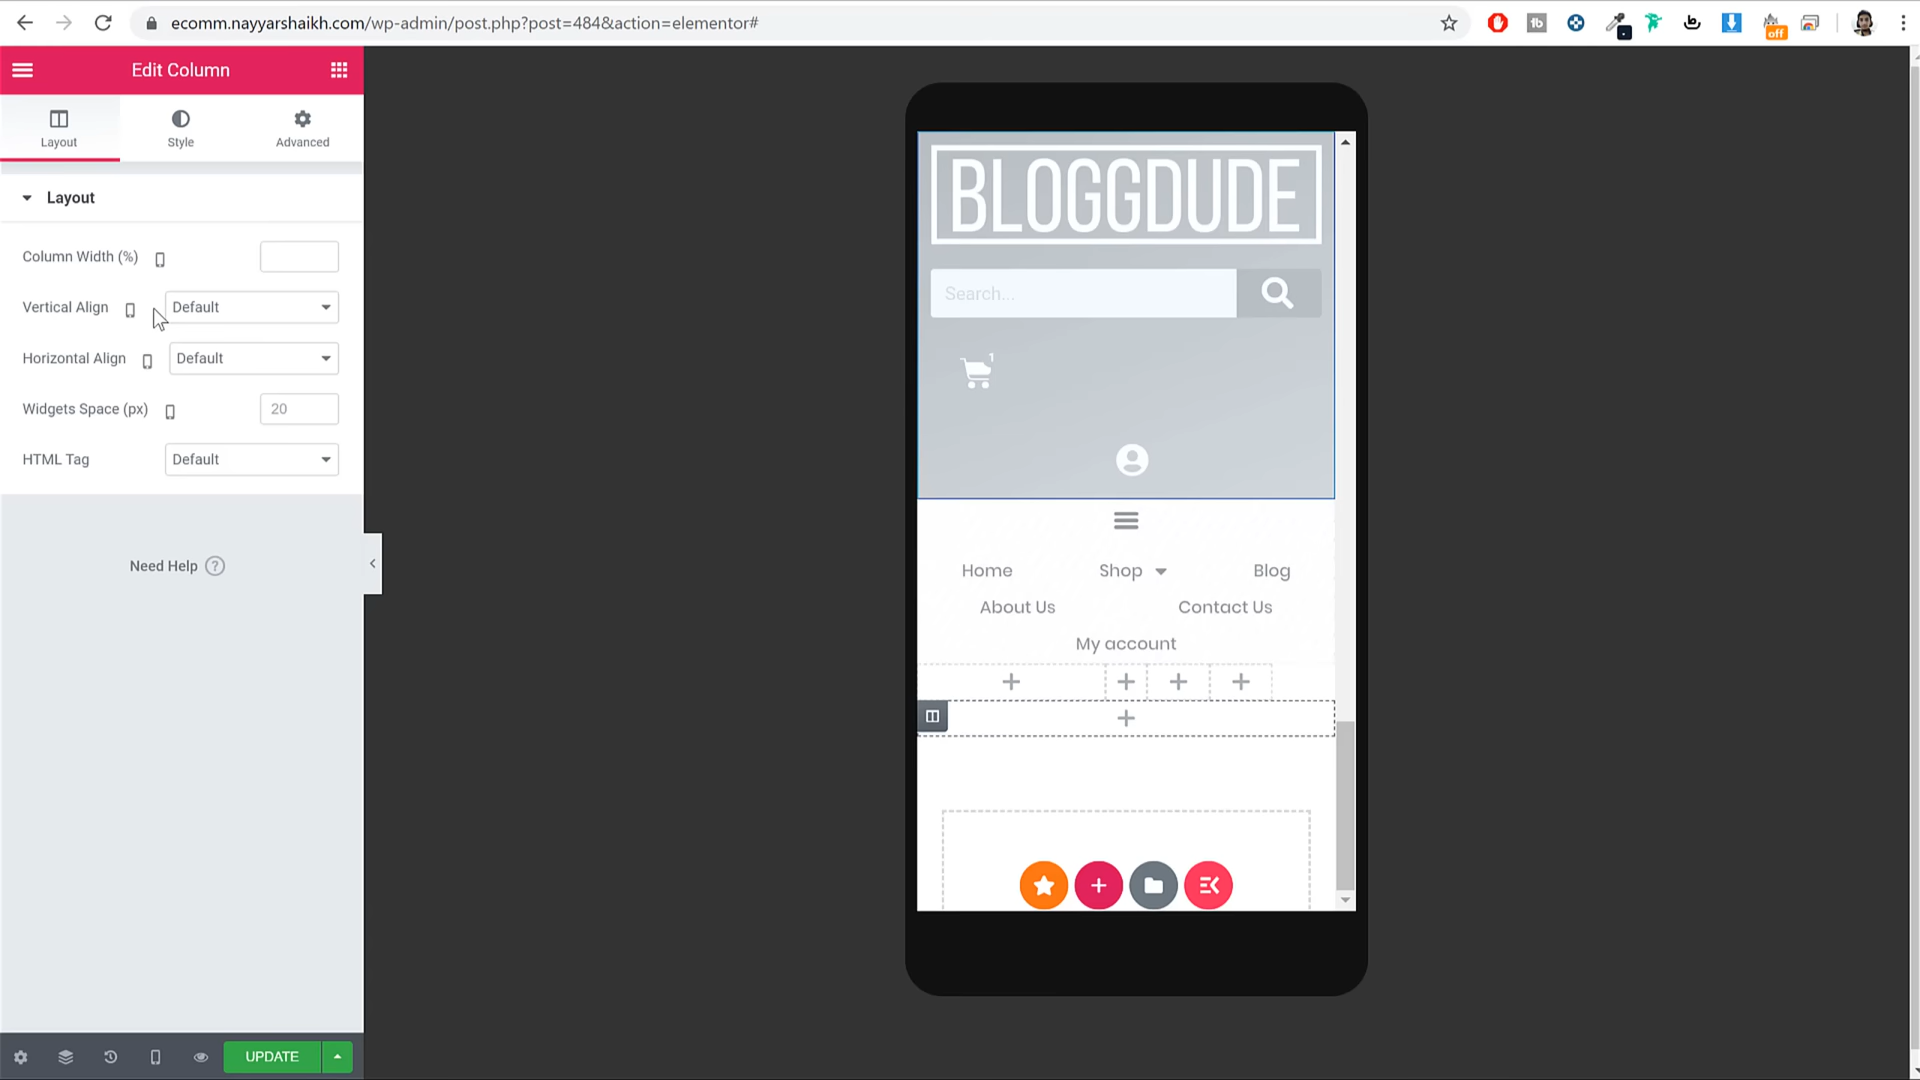 ecomm.nayyarshaikh.com/wp-admin/post.php?post=484&action=elementor#
off
Edit Column
Layout
Style
Advanced
Layout
Column Width (%)
Vertical Align
Default
Horizontal Align
Default
Widgets Space (px)
20
HTML Tag
Default
Need Help ?
UPDATE
BLOGGDUDE
Search...
1
Home
Shop
Blog
About Us
Contact Us
My account